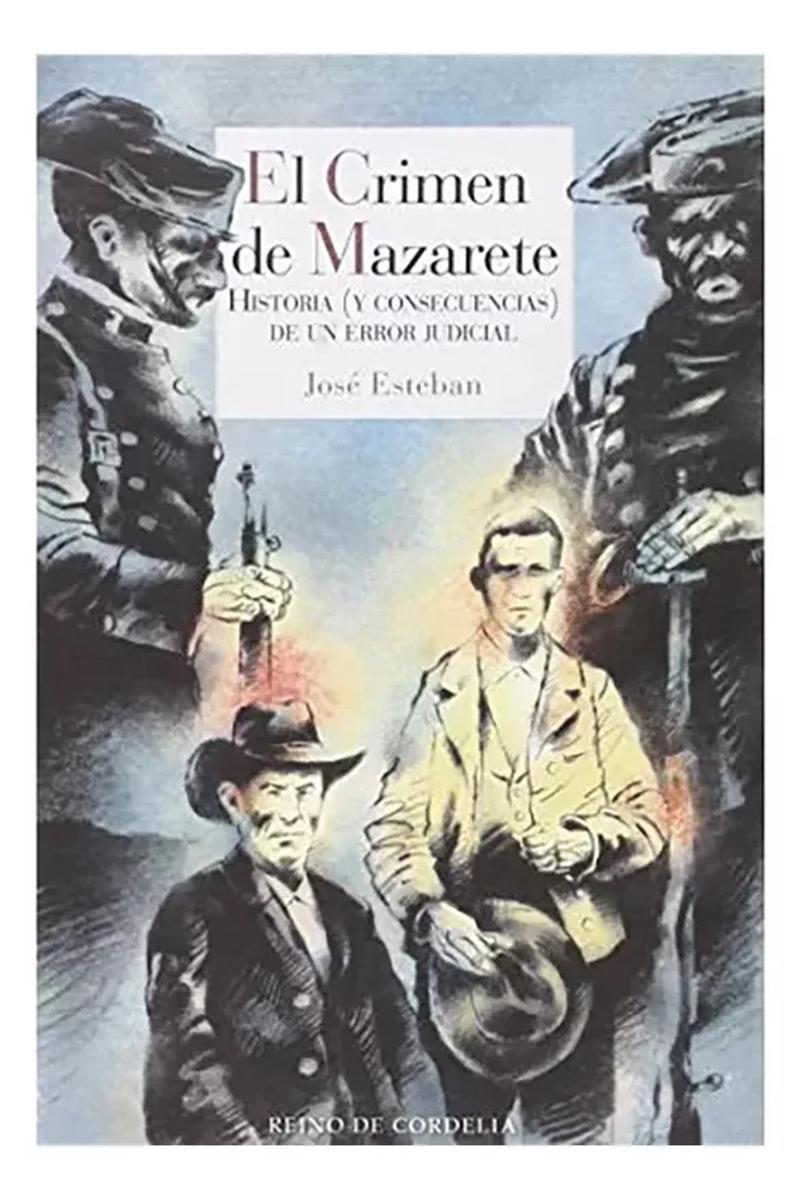 El Crimen
de Mazarete
HISTORIA (Y CONSECUENCIAS)
DE UN ERROR JUDICIAL
José Esteban
REINO DE CORDELIA